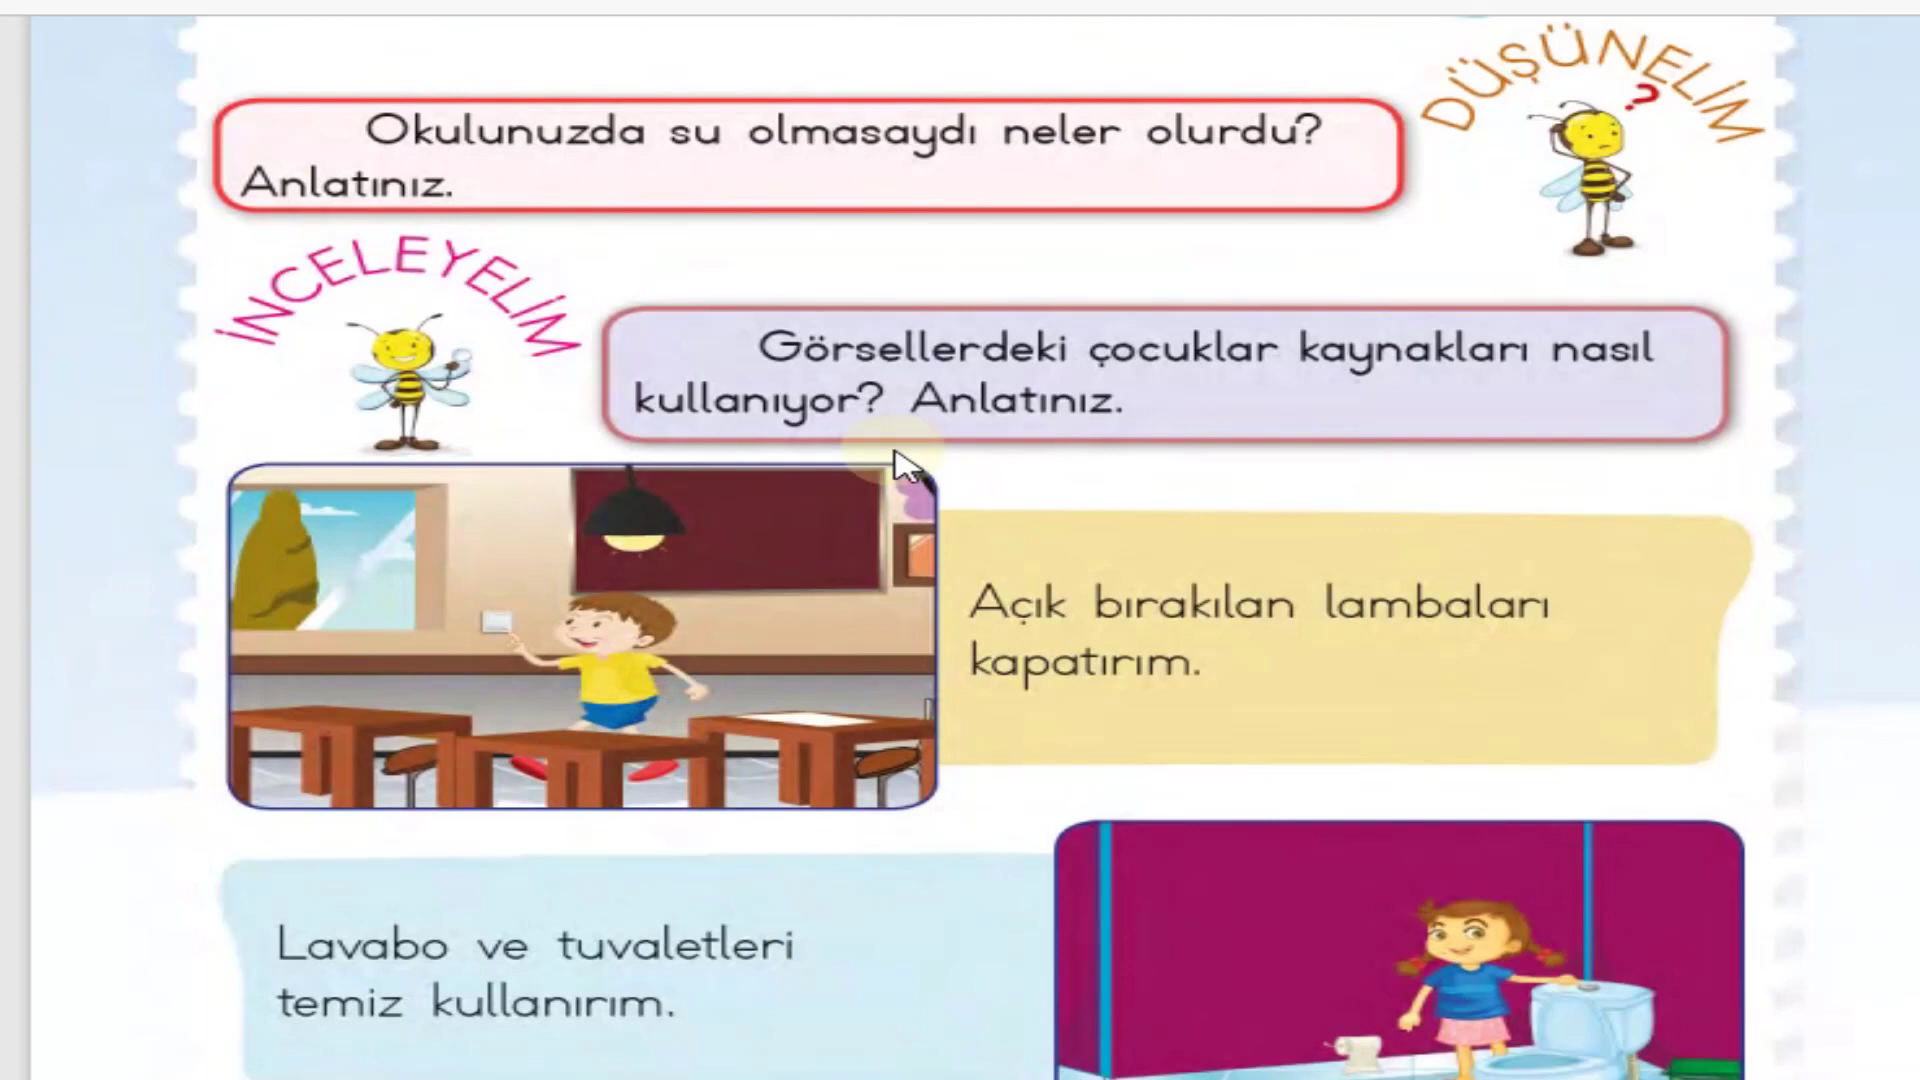 DÜŞÜNELİM
?
Okulunuzda su olmasaydı neler olurdu?
Anlatınız.
İNCELEYELİM
Görsellerdeki çocuklar kaynakları nasıl
kullanıyor? Anlatınız.
Açık bırakılan lambaları
kapatırım.
Lavabo ve tuvaletleri
temiz kullanırım.